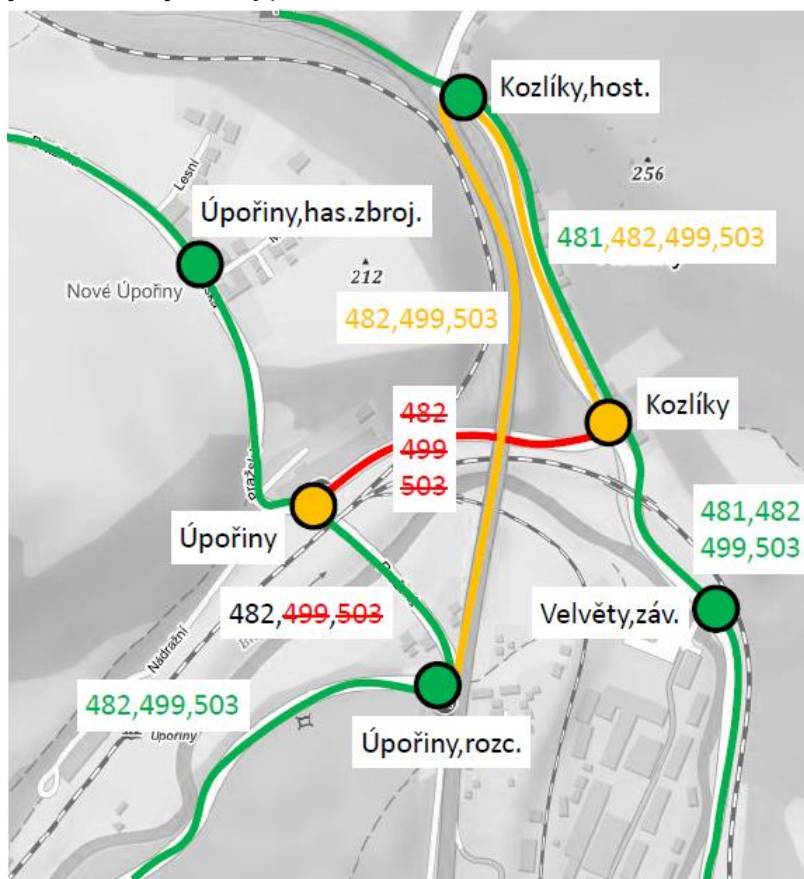 Kozlíky,host.
Lesní
256
Úpořiny,has.zbroj.
481,482,499,503
212
Nové Úpořiny
482,499,503
Kozlíky
482
499
503
Pražská
481,482
499,503
Úpořiny
Velvěty,záv.
482,499,503
Nádražní
482,499,503
Úpořiny
Úpořiny,rozc.